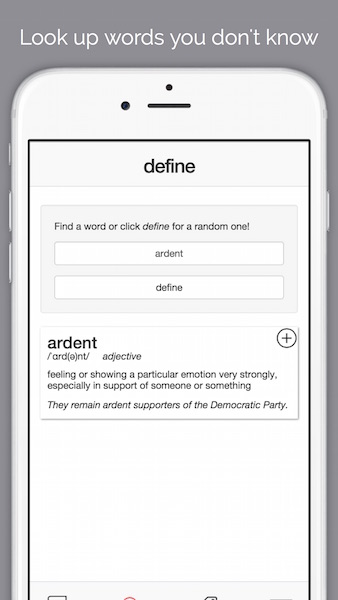 Look up words you don't know
define
Find a word or click define for a random one!
ardent
define
ardent
/ˈɑrd(ə)nt/ adjective
feeling or showing a particular emotion very strongly,
especially in support of someone or something
They remain ardent supporters of the Democratic Party.